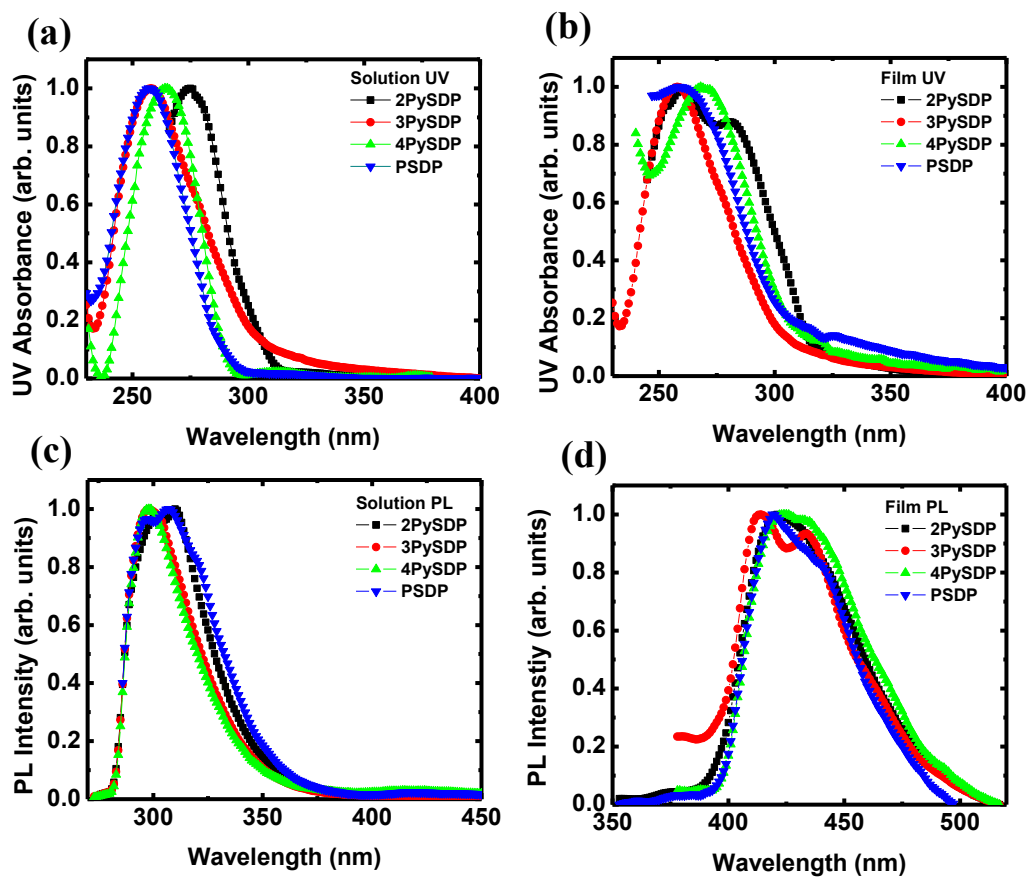 (a)
UV Absorbance (arb. units)
1.0
0.8
0.6
0.4
0.2
0.0
Solution UV
2PySDP
3PySDP
4PySDP
PSDP
250
300
350
400
Wavelength (nm)
(b)
UV Absorbance (arb. units)
1.0
0.8
0.6
0.4
0.2
0.0
Film UV
2PySDP
3PySDP
4PySDP
PSDP
250
300
350
400
Wavelength (nm)
(c)
PL Intensity (arb. units)
1.0
0.8
0.6
0.4
0.2
0.0
Solution PL
2PySDP
3PySDP
4PySDP
PSDP
300
350
400
450
Wavelength (nm)
(d)
PL Intenstiy (arb. units)
1.0
0.8
0.6
0.4
0.2
0.0
Film PL
2PySDP
3PySDP
4PySDP
PSDP
350
400
450
500
Wavelength (nm)